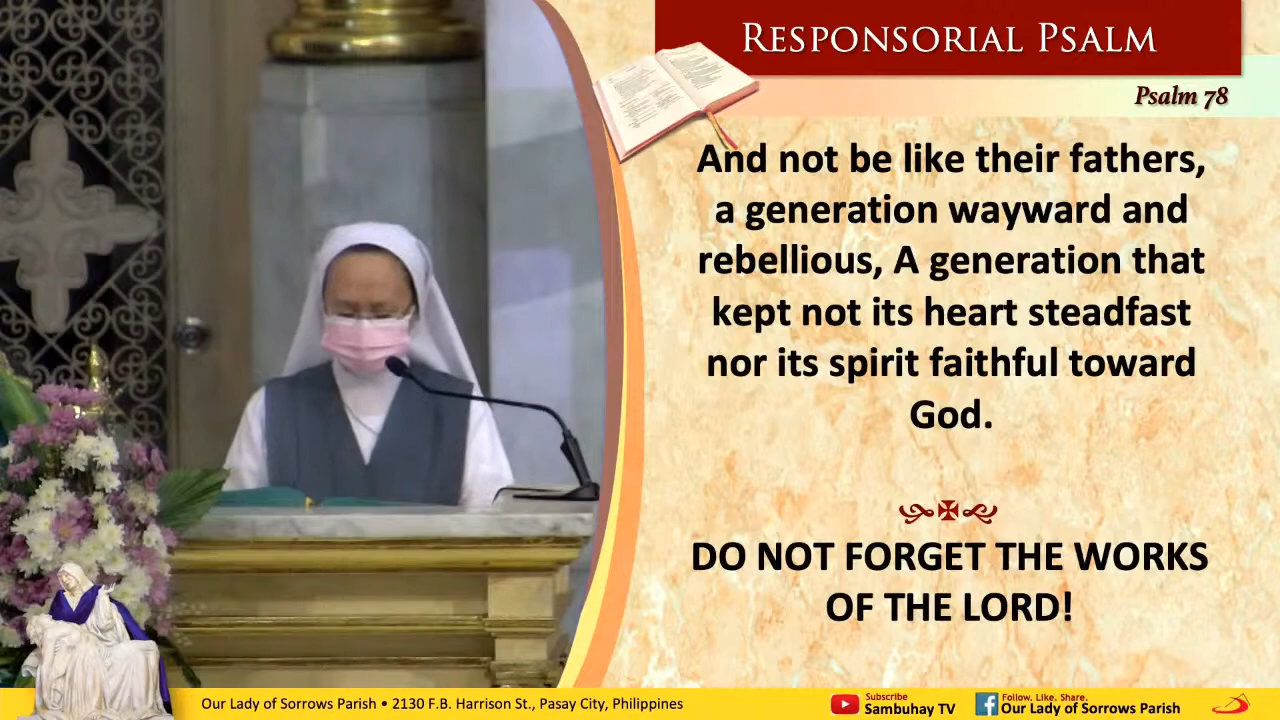 RESPONSORIAL PSALM
Psalm 78
And not be like their fathers,
a generation wayward and
rebellious, A generation that
kept not its heart steadfast
nor its spirit faithful toward
God.
DO NOT FORGET THE WORKS
OF THE LORD!
Our Lady of Sorrows Parish • 2130 F.B. Harrison St., Pasay City, Philippines
Subscribe
Sambuhay TV
Follow. Like. Share.
Our Lady of Sorrows Parish